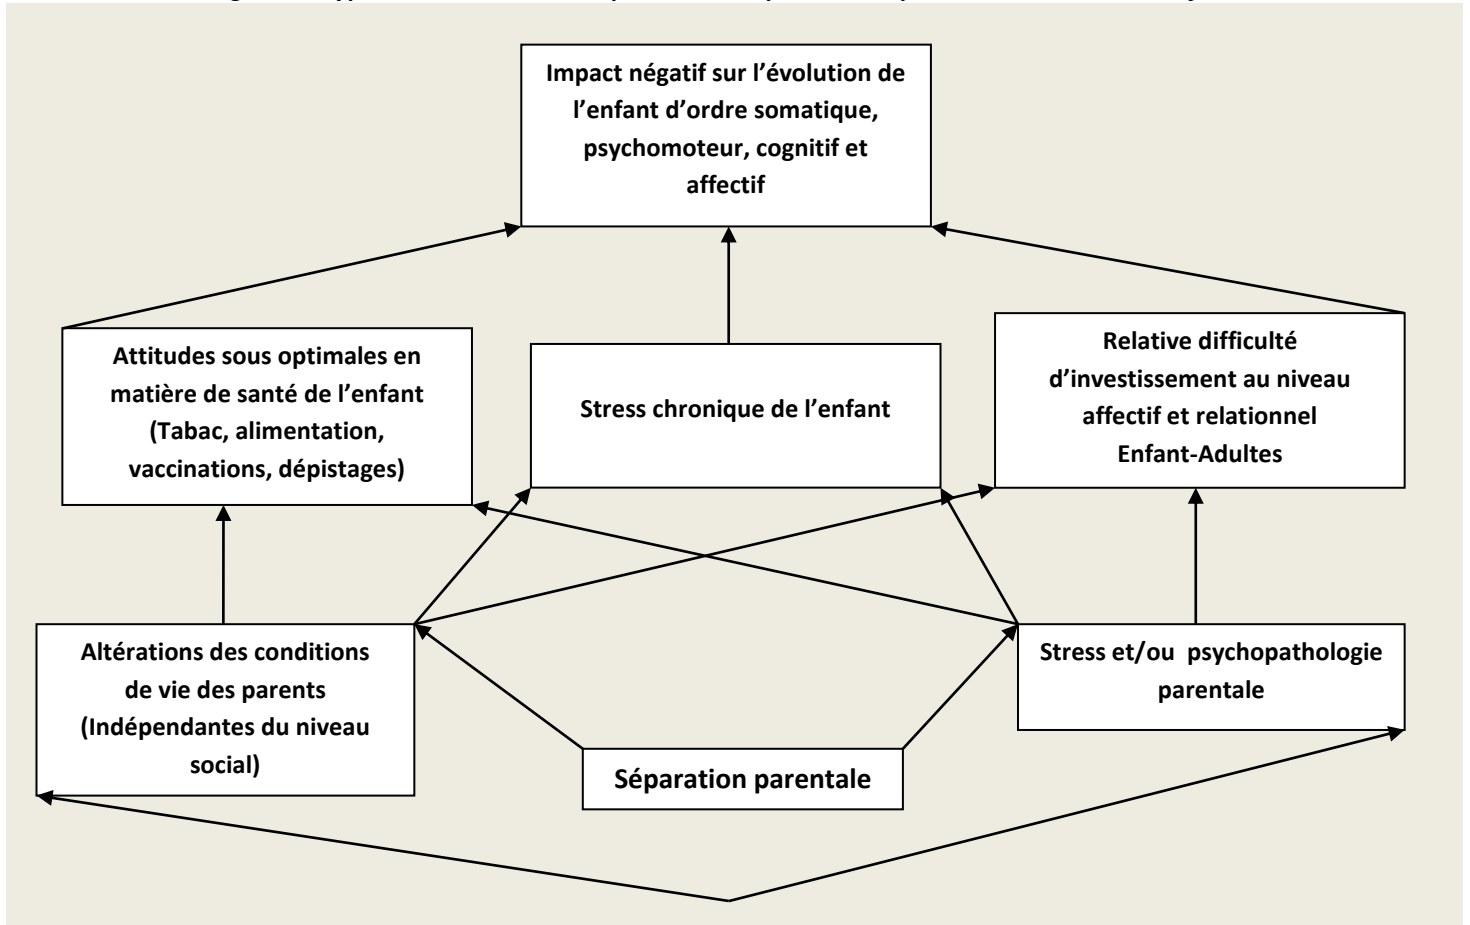 Impact négatif sur l’évolution de
l’enfant d’ordre somatique,
psychomoteur, cognitif et
affectif
Attitudes sous optimales en
matière de santé de l’enfant
(Tabac, alimentation,
vaccinations, dépistages)
Stress chronique de l’enfant
Relative difficulté
d’investissement au niveau
affectif et relationnel
Enfant-Adultes
Altérations des conditions
de vie des parents
(Indépendantes du niveau
social)
Séparation parentale
Stress et/ou psychopathologie
parentale